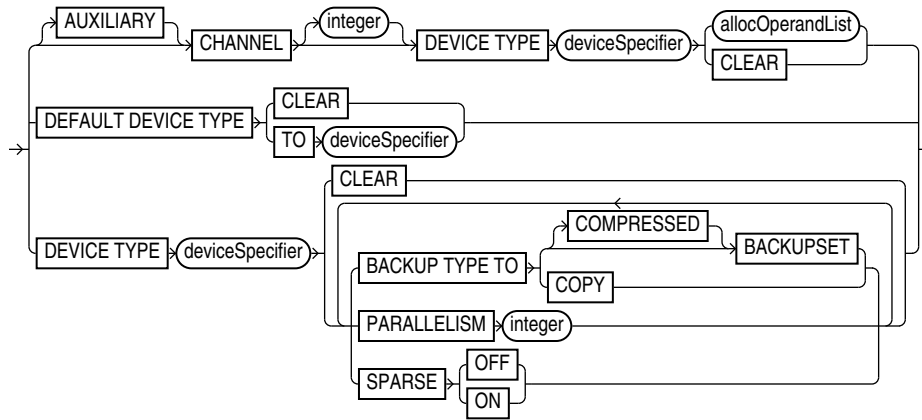 AUXILIARY
CHANNEL
integer
DEVICE TYPE
deviceSpecifier
allocOperandList
CLEAR
DEFAULT DEVICE TYPE
CLEAR
TO
deviceSpecifier
DEVICE TYPE
deviceSpecifier
CLEAR
BACKUP TYPE TO
COMPRESSED
BACKUPSET
COPY
PARALLELISM
integer
SPARSE
OFF
ON